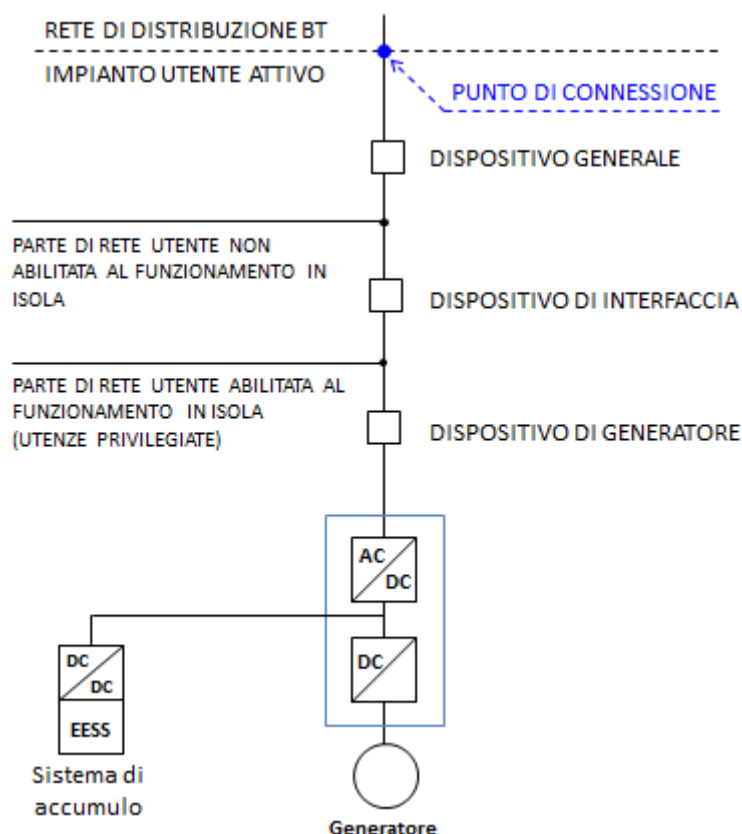 RETE DI DISTRIBUZIONE BT
IMPIANTO UTENTE ATTIVO
PUNTO DI CONNESSIONE
DISPOSITIVO GENERALE
PARTE DI RETE UTENTE NON
ABILITATA AL FUNZIONAMENTO IN
ISOLA
DISPOSITIVO DI INTERFACCIA
PARTE DI RETE UTENTE ABILITATA AL
FUNZIONAMENTO IN ISOLA
(UTENZE PRIVILEGIATE)
DISPOSITIVO DI GENERATORE
AC
DC
DC
DC
DC
EESS
Sistema di
accumulo
Generatore